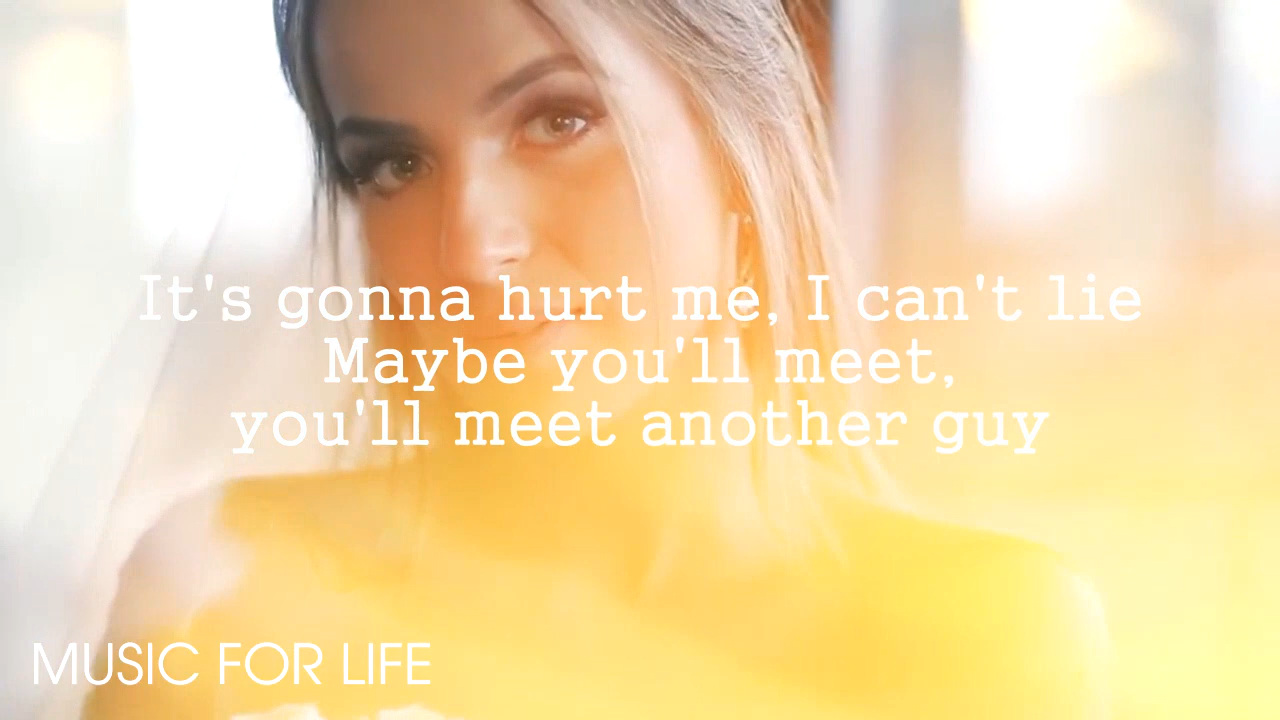 It's gonna hurt me, I can't lie
Maybe you'll meet,
you'll meet another guy
MUSIC FOR LIFE